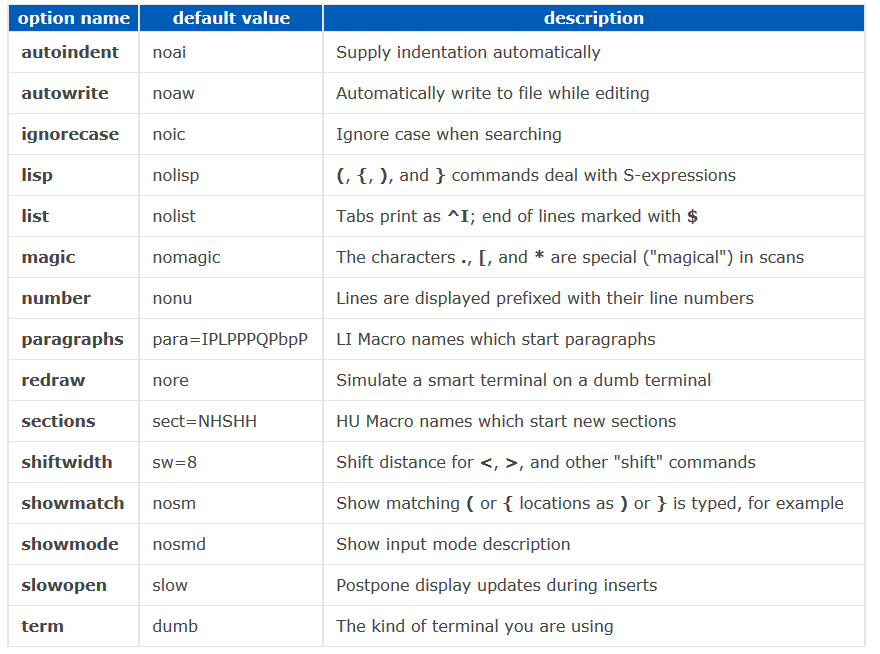 option name default value description
autoindent noai Supply indentation automatically
autowrite noaw Automatically write to file while editing
ignorecase noic Ignore case when searching
lisp nolisp (, {, ), and } commands deal with S-expressions
list nolist Tabs print as ^I; end of lines marked with $
magic nomagic The characters ., [, and * are special ("magical") in scans
number nonu Lines are displayed prefixed with their line numbers
paragraphs para=IPLPPPQPbpP LI Macro names which start paragraphs
redraw nore Simulate a smart terminal on a dumb terminal
sections sect=NHSHH HU Macro names which start new sections
shiftwidth sw=8 Shift distance for <, >, and other "shift" commands
showmatch nosm Show matching ( or { locations as ) or } is typed, for example
showmode nosmd Show input mode description
slowopen slow Postpone display updates during inserts
term dumb The kind of terminal you are using